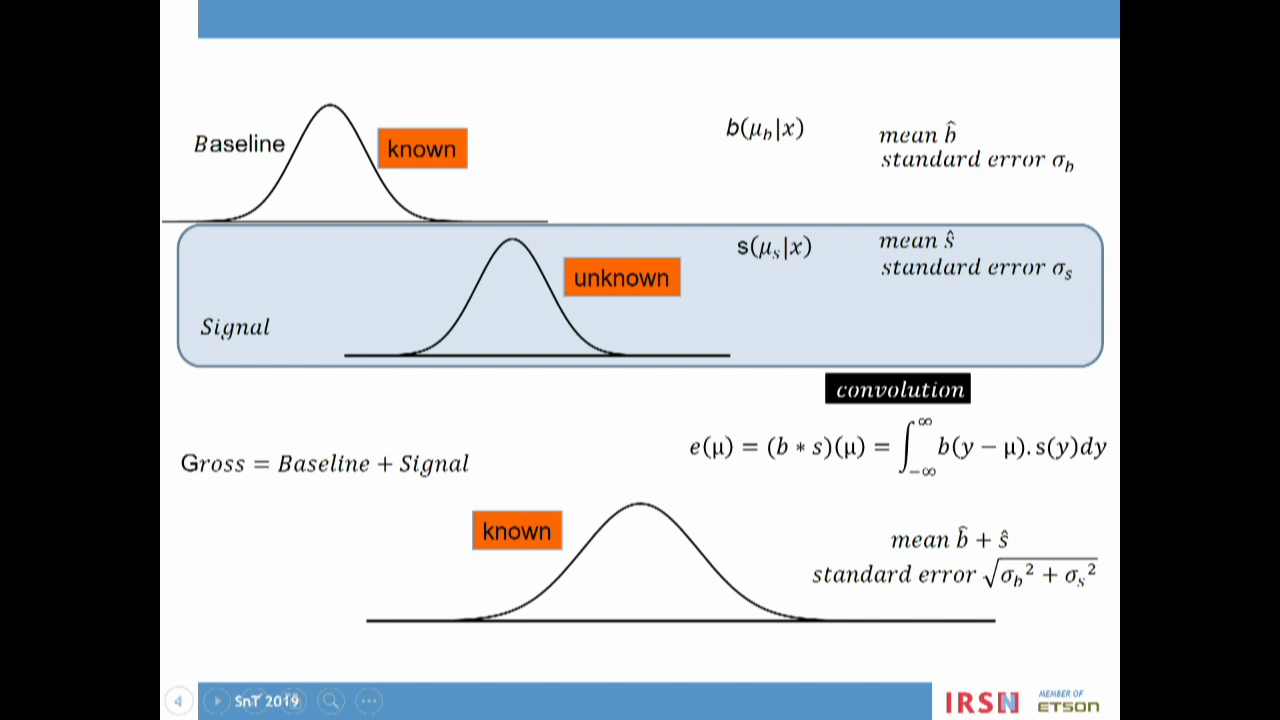 Baseline
known
b(μ_b|x)
mean b̂
standard error σ_b
s(μ_s|x)
mean ŝ
standard error σ_s
unknown
Signal
convolution
e(μ) = (b * s)(μ) = ∫_{-∞}^{∞} b(y − μ). s(y)dy
Gross = Baseline + Signal
known
mean b̂ + ŝ
standard error √(σ_b² + σ_s²)
4
SnT 2019
IRSN
MEMBER OF
ETSON